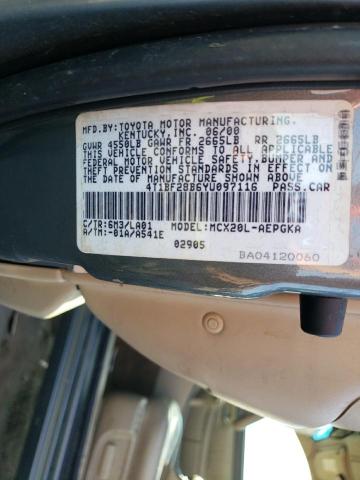 MFD.BY:TOYOTA MOTOR MANUFACTURING.
KENTUCKY,INC. 06/00
GVWR 4550LB GAWR FR 2665LB RR 2665LB
THIS VEHICLE CONFORMS TO ALL APPLICABLE
FEDERAL MOTOR VEHICLE SAFETY,BUMPER AND
THEFT PREVENTION STANDARDS IN EFFECT ON
THE DATE OF MANUFACTURE SHOWN ABOVE.
4T1BF28B6YU097116 PASS.CAR
C/TR:6M3/LA01 MODEL:MCX20L-AEPGKA
A/TM:-01A/A541E
02905
BA04120060